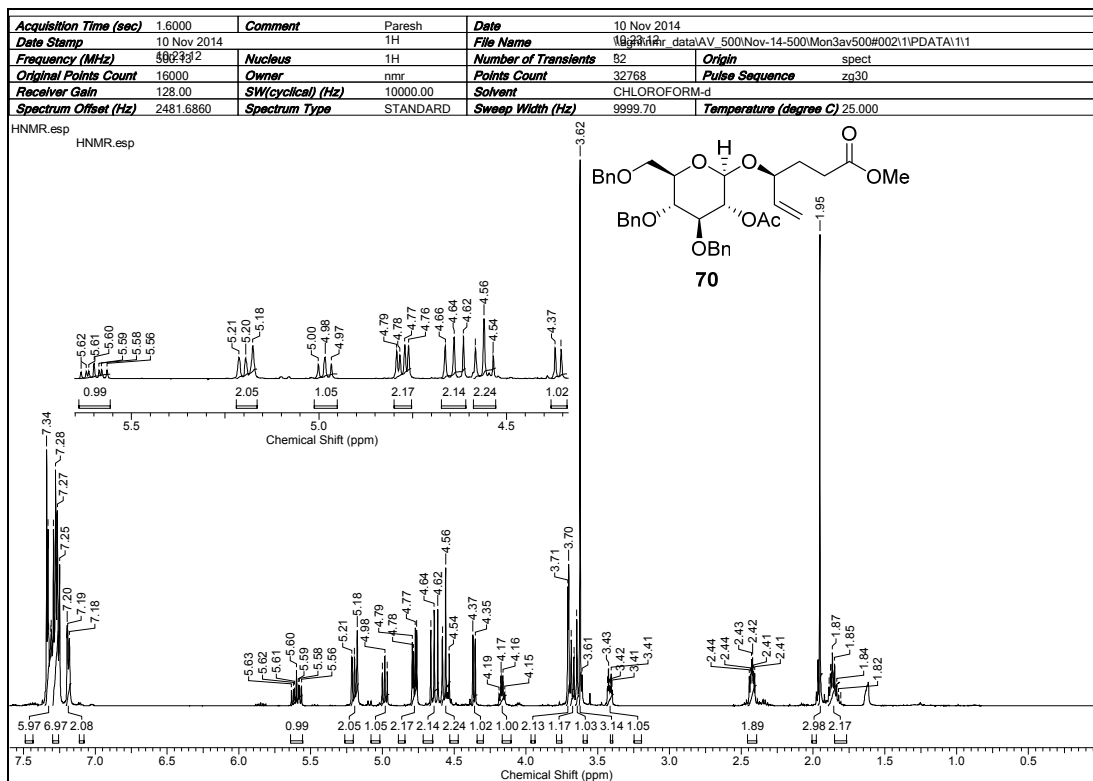 Acquisition Time (sec) 1.6000 Comment Paresh Date 10 Nov 2014
Date Stamp 10 Nov 2014 1H File Name
Frequency (MHz) Nucleus 1H Number of Transients 32 Origin spect
Original Points Count 16000 Owner nmr Points Count 32768 Pulse Sequence zg30
Receiver Gain 128.00 SW(cyclical) (Hz) 10000.00 Solvent CHLOROFORM-d
Spectrum Offset (Hz) 2481.6860 Spectrum Type STANDARD Sweep Width (Hz) 9999.70 Temperature (degree C) 25.000
HNMR.esp
HNMR.esp
3.62
H O
BnO O O OMe
BnO OAc
OBn
70
1.95
5.62 5.61 5.60 5.59 5.58 5.56 5.21 5.20 5.18 5.00 4.98 4.97 4.79 4.78 4.77 4.76 4.66 4.64 4.62 4.56 4.54 4.37
0.99 2.05 1.05 2.17 2.14 2.24 1.02
5.5 5.0 4.5
Chemical Shift (ppm)
7.34 7.28 7.27 7.25 7.20 7.19 7.18 5.63 5.62 5.61 5.60 5.59 5.58 5.56 5.21 5.18 4.98 4.79 4.78 4.77 4.64 4.62 4.56 4.54 4.37 4.35 4.19 4.17 4.16 4.15 3.71 3.70 3.61 3.43 3.42 3.41 3.41 2.44 2.44 2.43 2.42 2.41 2.41 1.87 1.85 1.84 1.82
5.97 6.97 2.08 0.99 2.05 1.05 2.17 2.14 2.24 1.02 1.00 2.13 1.17 1.03 3.14 1.05 1.89 2.98 2.17
7.5 7.0 6.5 6.0 5.5 5.0 4.5 4.0 3.5 3.0 2.5 2.0 1.5 1.0 0.5
Chemical Shift (ppm)